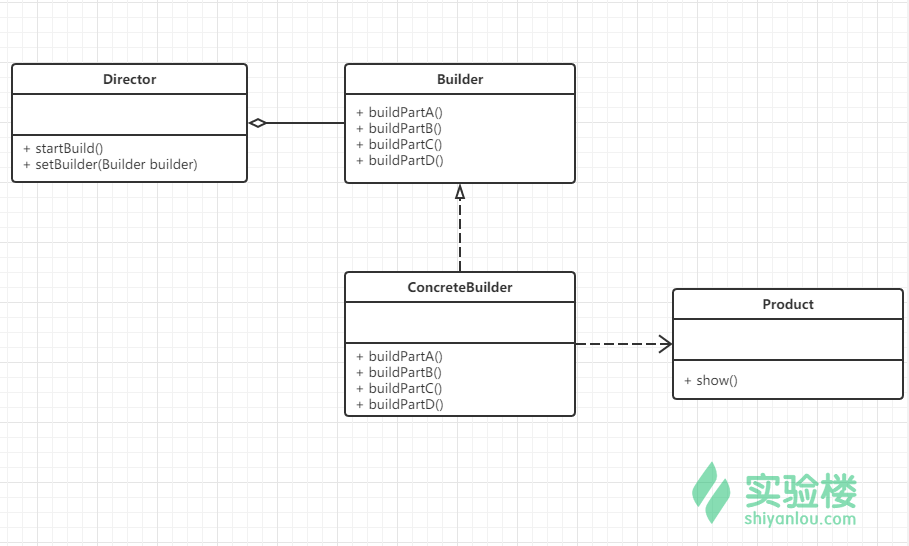 Director
+ startBuild()
+ setBuilder(Builder builder)
Builder
+ buildPartA()
+ buildPartB()
+ buildPartC()
+ buildPartD()
ConcreteBuilder
+ buildPartA()
+ buildPartB()
+ buildPartC()
+ buildPartD()
Product
+ show()
实验楼
shiyanlou.com